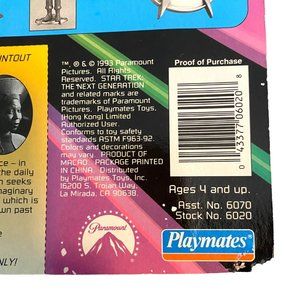 NTOUT
ce – in
the daily
n seeks
maginary
which is
wn past
e
NLY!
™, ® & © 1993 Paramount
Pictures. All Rights
Reserved. STAR TREK:
THE NEXT GENERATION
and related marks are
trademarks of Paramount
Pictures. Playmates Toys,
(Hong Kong) Limited
Authorized User.
Conforms to toy safety
standards ASTM F963-92.
Colors and decorations
may vary. PRODUCT OF
MACAO. PACKAGE PRINTED
IN CHINA. Distributed
by Playmates Toys, Inc.
16200 S. Trojan Way,
La Mirada, CA 90638.
Paramount
Proof of Purchase
0 43377 06020 8
Ages 4 and up.
Asst. No. 6070
Stock No. 6020
Playmates